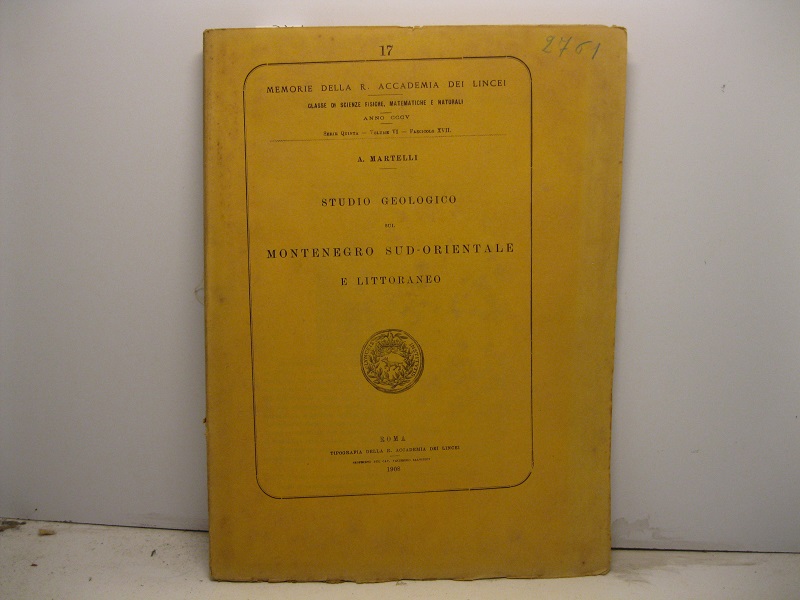 17
2761
MEMORIE DELLA R. ACCADEMIA DEI LINCEI
CLASSE DI SCIENZE FISICHE, MATEMATICHE E NATURALI
ANNO CCCV
SERIE QUINTA — VOLUME VI — FASCICOLO XVII.
A. MARTELLI
STUDIO GEOLOGICO
SUL
MONTENEGRO SUD-ORIENTALE
E LITTORANEO
ROMA
TIPOGRAFIA DELLA R. ACCADEMIA DEI LINCEI
1908